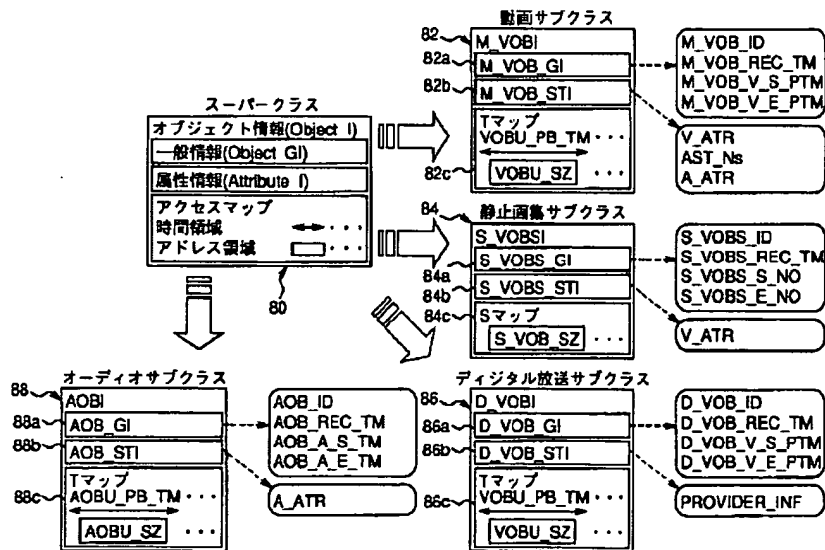 スーパークラス
オブジェクト情報(Object I)
一般情報(Object GI)
属性情報(Attribute I)
アクセスマップ
時間領域 ・・・
アドレス領域 ・・・
80
動画サブクラス
82
M_VOBI
82a
M_VOB_GI
82b
M_VOB_STI
Tマップ
VOBU_PB_TM ・・・
82c
VOBU_SZ ・・・
M_VOB_ID
M_VOB_REC_TM
M_VOB_V_S_PTM
M_VOB_V_E_PTM
V_ATR
AST_Ns
A_ATR
静止画集サブクラス
84
S_VOBSI
84a
S_VOBS_GI
84b
S_VOBS_STI
84c
Sマップ
S_VOB_SZ ・・・
S_VOBS_ID
S_VOBS_REC_TM
S_VOBS_S_NO
S_VOBS_E_NO
V_ATR
オーディオサブクラス
88
AOBI
88a
AOB_GI
88b
AOB_STI
Tマップ
88c
AOBU_PB_TM ・・・
AOBU_SZ ・・・
AOB_ID
AOB_REC_TM
AOB_A_S_TM
AOB_A_E_TM
A_ATR
ディジタル放送サブクラス
86
D_VOBI
86a
D_VOB_GI
86b
D_VOB_STI
Tマップ
VOBU_PB_TM ・・・
86c
VOBU_SZ ・・・
D_VOB_ID
D_VOB_REC_TM
D_VOB_V_S_PTM
D_VOB_V_E_PTM
PROVIDER_INF